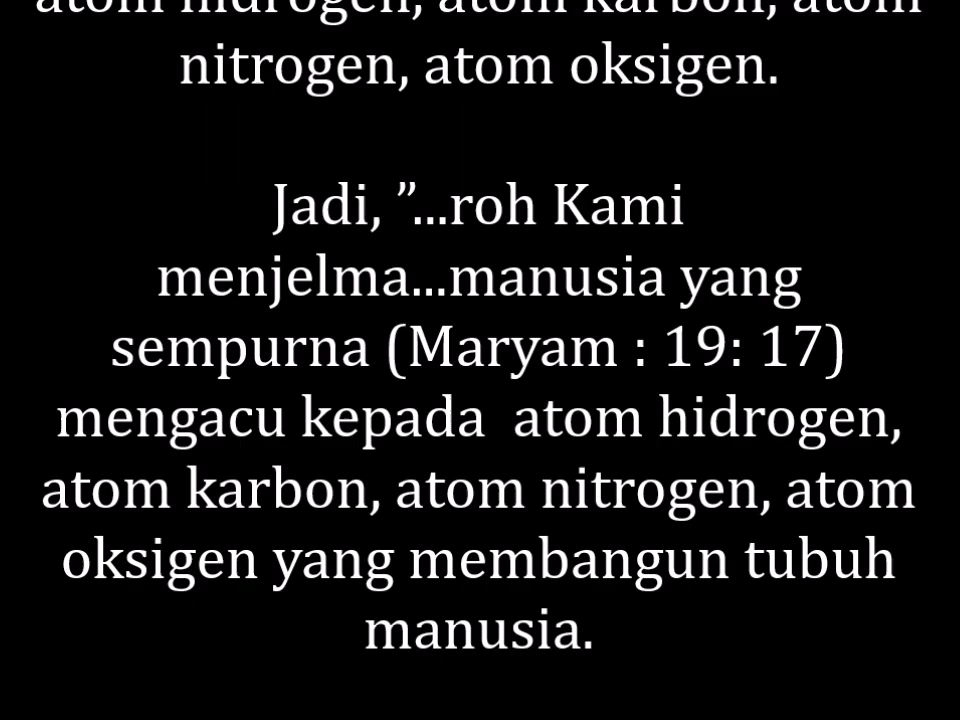 atom hidrogen, atom karbon, atom
nitrogen, atom oksigen.
Jadi, ”...roh Kami
menjelma...manusia yang
sempurna (Maryam : 19: 17)
mengacu kepada  atom hidrogen,
atom karbon, atom nitrogen, atom
oksigen yang membangun tubuh
manusia.